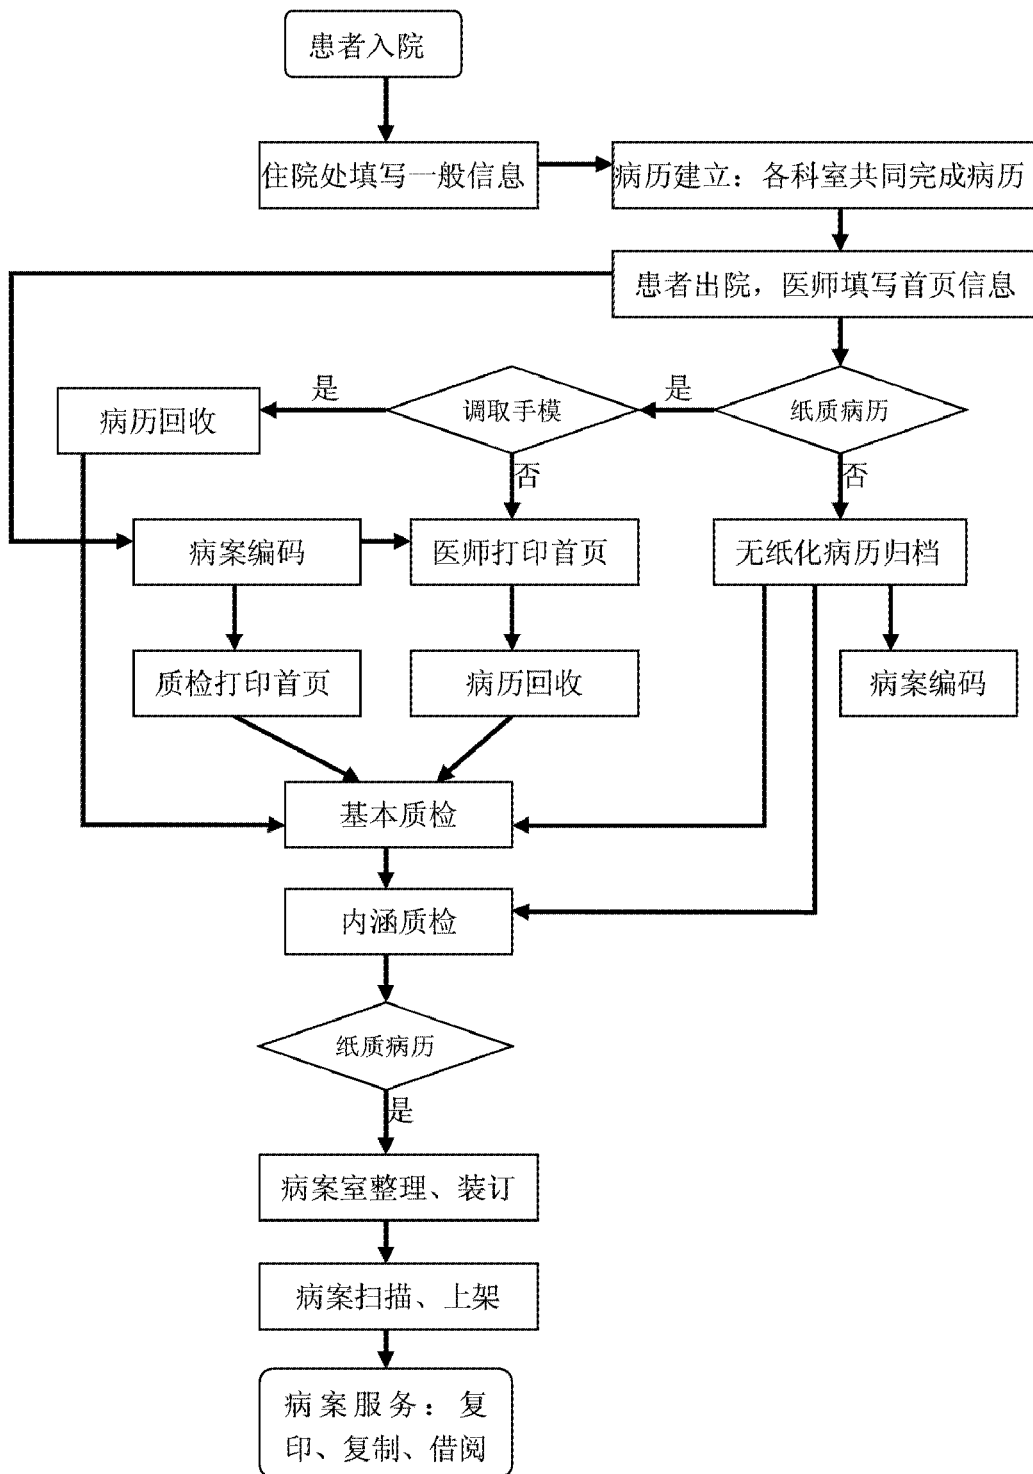 患者入院
住院处填写一般信息
病历建立：各科室共同完成病历
患者出院，医师填写首页信息
纸质病历
是
调取手模
是
病历回收
否
否
病案编码
医师打印首页
无纸化病历归档
质检打印首页
病历回收
病案编码
基本质检
内涵质检
纸质病历
是
病案室整理、装订
病案扫描、上架
病案服务：复
印、复制、借阅